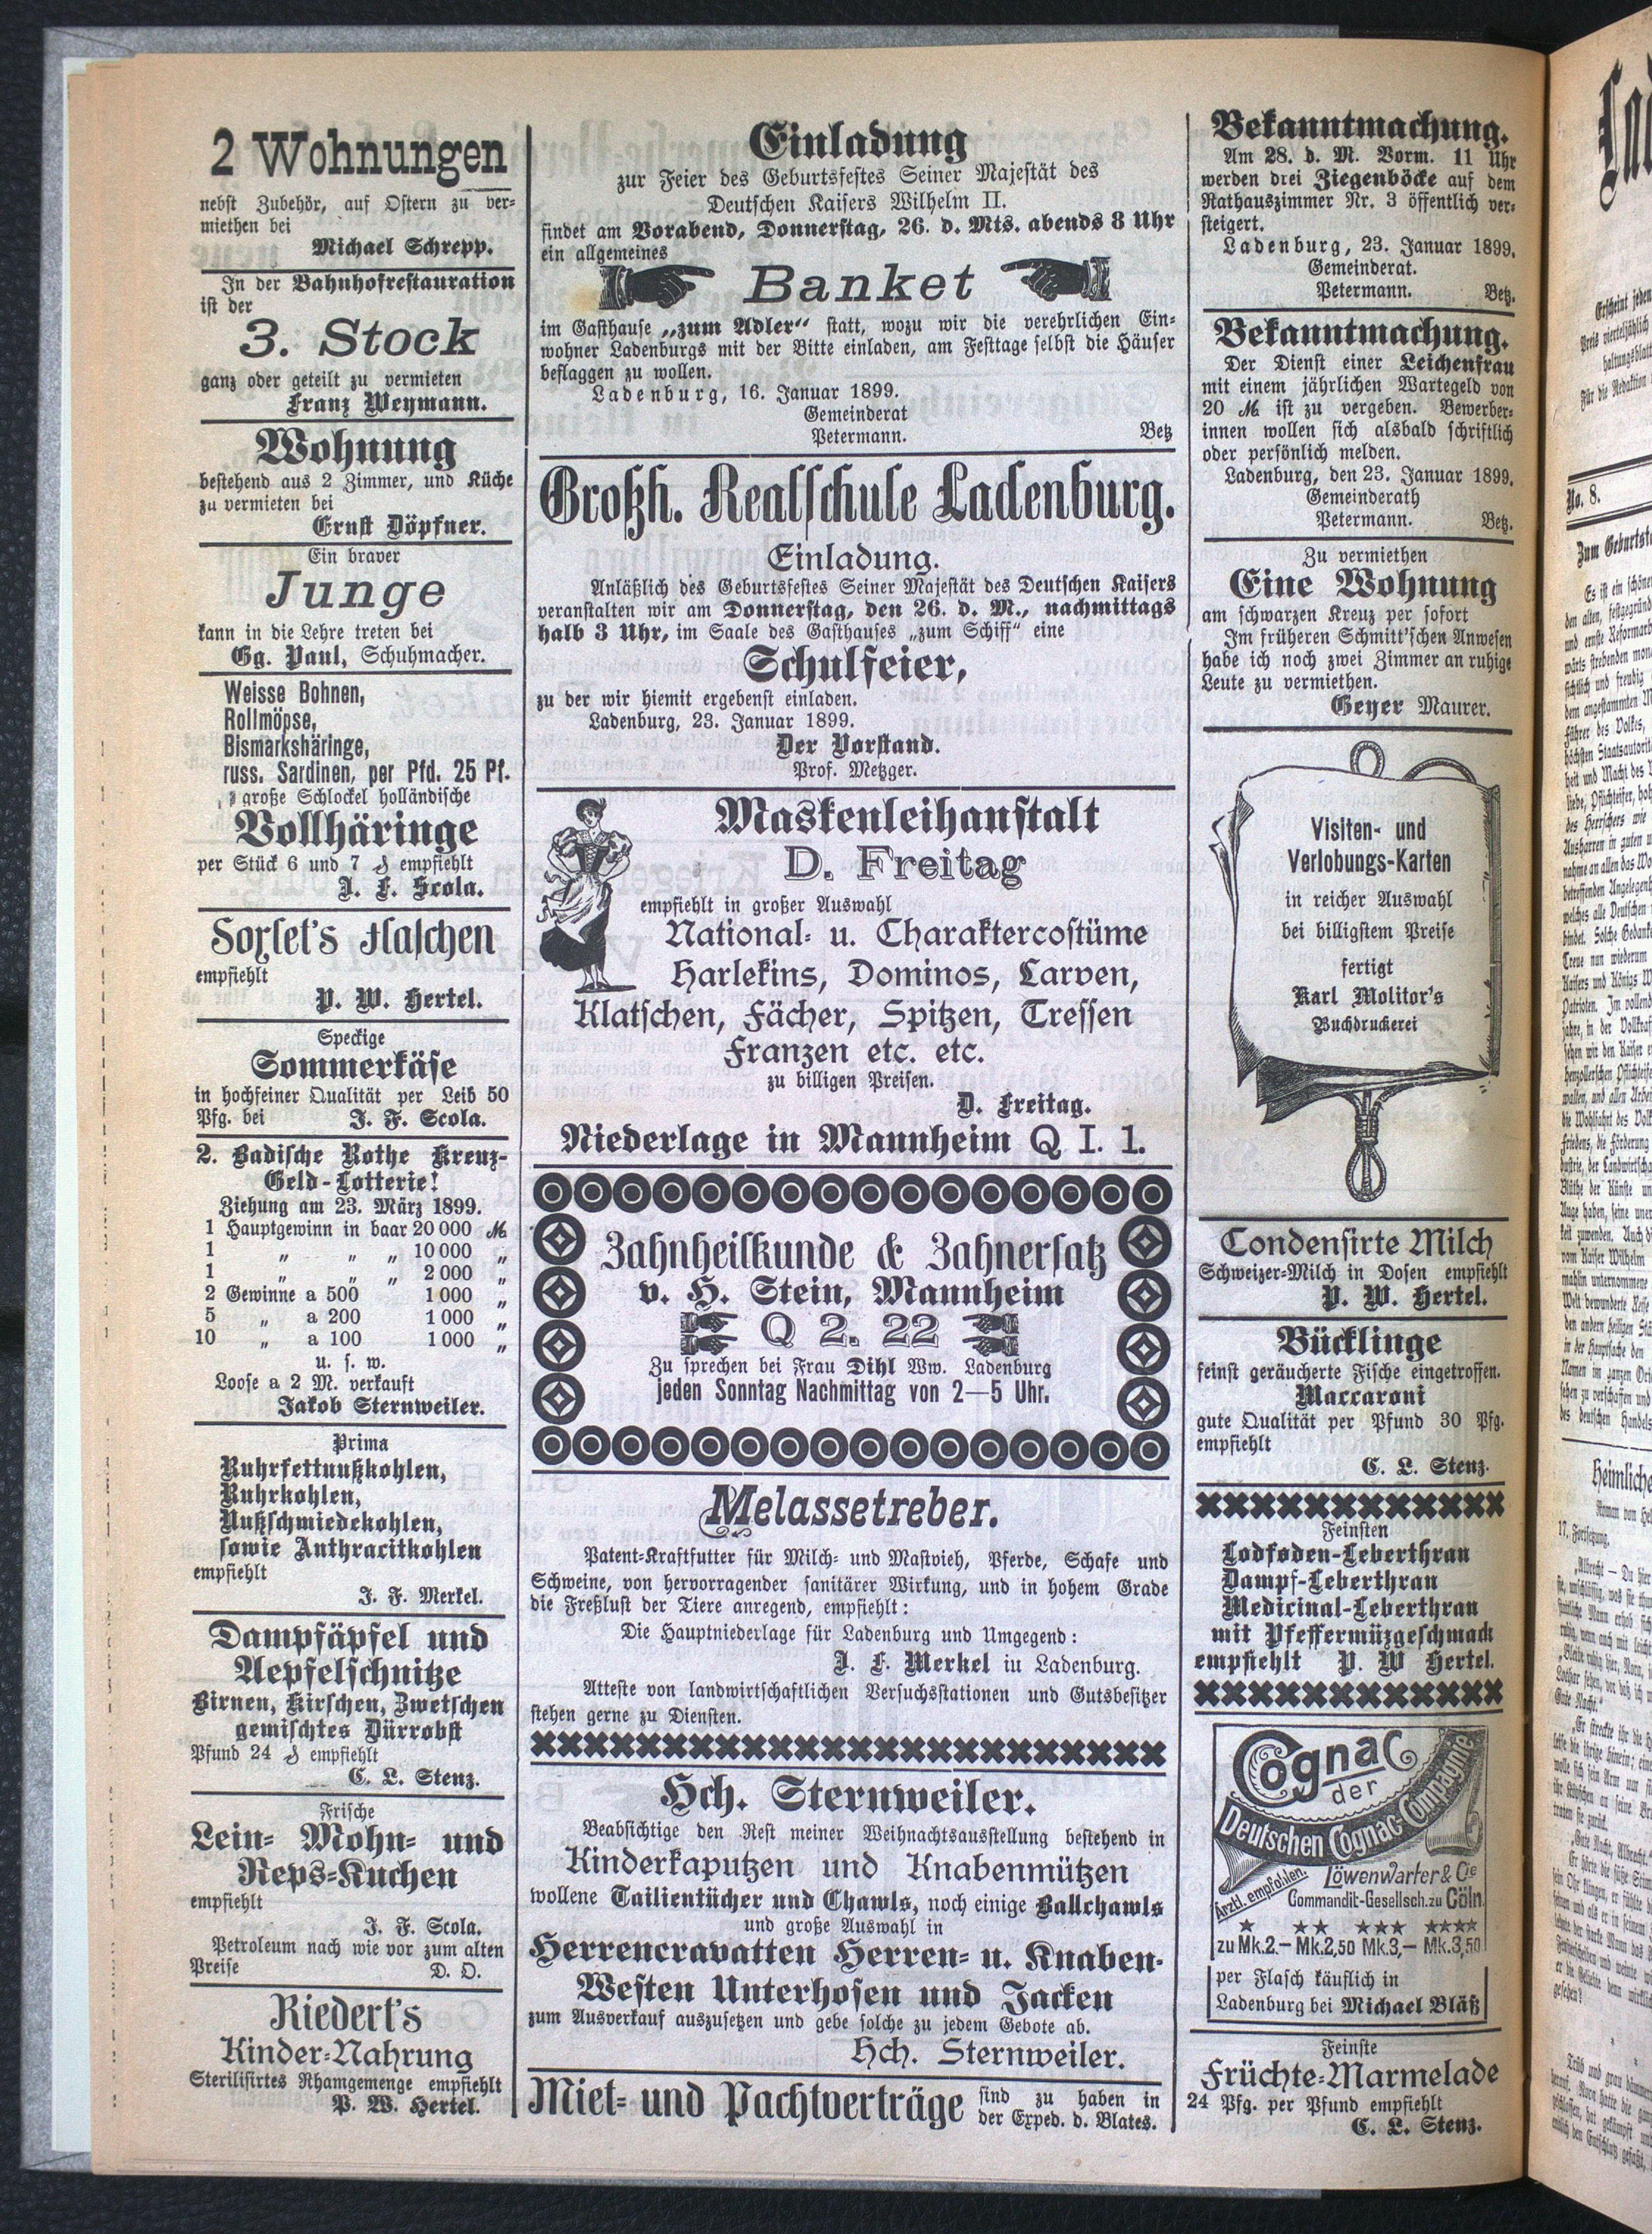 2 Wohnungen
nebst Zubehör, auf Ostern zu ver-
miethen bei
Michael Schrepp.
In der Bahnhofrestauration
ist der
3. Stock
ganz oder geteilt zu vermieten
Franz Weymann.
Wohnung
bestehend aus 2 Zimmer, und Küche
zu vermieten bei
Ernst Döpfner.
Ein braver
Junge
kann in die Lehre treten bei
Gg. Paul, Schuhmacher.
Weisse Bohnen,
Rollmöpse,
Bismarkshäringe,
russ. Sardinen, per Pfd. 25 Pf.
große Schlockel holländische
Vollhäringe
per Stück 6 und 7 ₰ empfiehlt
J. F. Scola.
Soxlet's Flaschen
empfiehlt
P. W. Hertel.
Speckige
Sommerkäse
in hochfeiner Qualität per Leib 50
Pfg. bei J. F. Scola.
2. Badische Rothe Kreuz-
Geld-Lotterie!
Ziehung am 23. März 1899.
1 Hauptgewinn in baar 20 000 ℳ
1 „ „ „ 10 000 „
1 „ „ „ 2 000 „
2 Gewinne a 500 1 000 „
5 „ a 200 1 000 „
10 „ a 100 1 000 „
u. s. w.
Loose a 2 M. verkauft
Jakob Sternweiler.
Prima
Ruhrfettnußkohlen,
Ruhrkohlen,
Nußschmiedekohlen,
sowie Anthracitkohlen
empfiehlt
J. F. Merkel.
Dampfäpfel und
Aepfelschnitze
Birnen, Kirschen, Zwetschen
gemischtes Dürrobst
Pfund 24 ₰ empfiehlt
C. L. Stenz.
Frische
Lein- Mohn- und
Reps-Kuchen
empfiehlt
J. F. Scola.
Petroleum nach wie vor zum alten
Preise D. O.
Riedert's
Kinder-Nahrung
Sterilisirtes Rhamgemenge empfiehlt
P. W. Hertel.
Einladung
zur Feier des Geburtsfestes Seiner Majestät des
Deutschen Kaisers Wilhelm II.
findet am Vorabend, Donnerstag, 26. d. Mts. abends 8 Uhr
ein allgemeines
Banket
im Gasthause „zum Adler“ statt, wozu wir die verehrlichen Ein-
wohner Ladenburgs mit der Bitte einladen, am Festtage selbst die Häuser
beflaggen zu wollen.
Ladenburg, 16. Januar 1899.
Gemeinderat
Petermann. Betz
Großh. Realschule Ladenburg.
Einladung.
Anläßlich des Geburtsfestes Seiner Majestät des Deutschen Kaisers
veranstalten wir am Donnerstag, den 26. d. M., nachmittags
halb 3 Uhr, im Saale des Gasthauses „zum Schiff“ eine
Schulfeier,
zu der wir hiemit ergebenst einladen.
Ladenburg, 23. Januar 1899.
Der Vorstand.
Prof. Metzger.
Maskenleihanstalt
D. Freitag
empfiehlt in großer Auswahl
National- u. Charaktercostüme
Harlekins, Dominos, Larven,
Klatschen, Fächer, Spitzen, Tressen
Franzen etc. etc.
zu billigen Preisen.
D. Freitag.
Niederlage in Mannheim Q I. 1.
Zahnheilkunde & Zahnersatz
v. H. Stein, Mannheim
Q 2. 22
Zu sprechen bei Frau Dihl Ww. Ladenburg
jeden Sonntag Nachmittag von 2—5 Uhr.
Melassetreber.
Patent-Kraftfutter für Milch- und Mastvieh, Pferde, Schafe und
Schweine, von hervorragender sanitärer Wirkung, und in hohem Grade
die Freßlust der Tiere anregend, empfiehlt:
Die Hauptniederlage für Ladenburg und Umgegend:
J. F. Merkel in Ladenburg.
Atteste von landwirtschaftlichen Versuchsstationen und Gutsbesitzer
stehen gerne zu Diensten.
Hch. Sternweiler.
Beabsichtige den Rest meiner Weihnachtsausstellung bestehend in
Kinderkaputzen und Knabenmützen
wollene Tailientücher und Chawls, noch einige Ballchawls
und große Auswahl in
Herrencravatten Herren- u. Knaben-
Westen Unterhosen und Jacken
zum Ausverkauf auszusetzen und gebe solche zu jedem Gebote ab.
Hch. Sternweiler.
Miet- und Pachtverträge sind zu haben in
der Exped. d. Blates.
Bekanntmachung.
Am 28. d. M. Vorm. 11 Uhr
werden drei Ziegenböcke auf dem
Rathauszimmer Nr. 3 öffentlich ver-
steigert.
Ladenburg, 23. Januar 1899.
Gemeinderat.
Petermann. Betz.
Bekanntmachung.
Der Dienst einer Leichenfrau
mit einem jährlichen Wartegeld von
20 ℳ ist zu vergeben. Bewerber-
innen wollen sich alsbald schriftlich
oder persönlich melden.
Ladenburg, den 23. Januar 1899.
Gemeinderath
Petermann. Betz.
Zu vermiethen
Eine Wohnung
am schwarzen Kreuz per sofort
Im früheren Schmitt'schen Anwesen
habe ich noch zwei Zimmer an ruhige
Leute zu vermiethen.
Geyer Maurer.
Visiten- und
Verlobungs-Karten
in reicher Auswahl
bei billigstem Preise
fertigt
Karl Molitor's
Buchdruckerei
Condensirte Milch
Schweizer-Milch in Dosen empfiehlt
P. W. Hertel.
Bücklinge
feinst geräucherte Fische eingetroffen.
Maccaroni
gute Qualität per Pfund 30 Pfg.
empfiehlt
C. L. Stenz.
Feinsten
Lodfoden-Leberthran
Dampf-Leberthran
Medicinal-Leberthran
mit Pfeffermüzgeschmack
empfiehlt P. W Hertel.
Cognac
der
Deutschen Cognac-Compagnie
Löwenwarter & Cie
Ärztl. empfohlen.
Commandit-Gesellsch. zu Cöln
★ ★★ ★★★ ★★★★
zu Mk. 2.— Mk. 2,50 Mk. 3,— Mk. 3,50
per Flasch käuflich in
Ladenburg bei Michael Bläß
Feinste
Früchte-Marmelade
24 Pfg. per Pfund empfiehlt
C. L. Stenz.
No. 8.